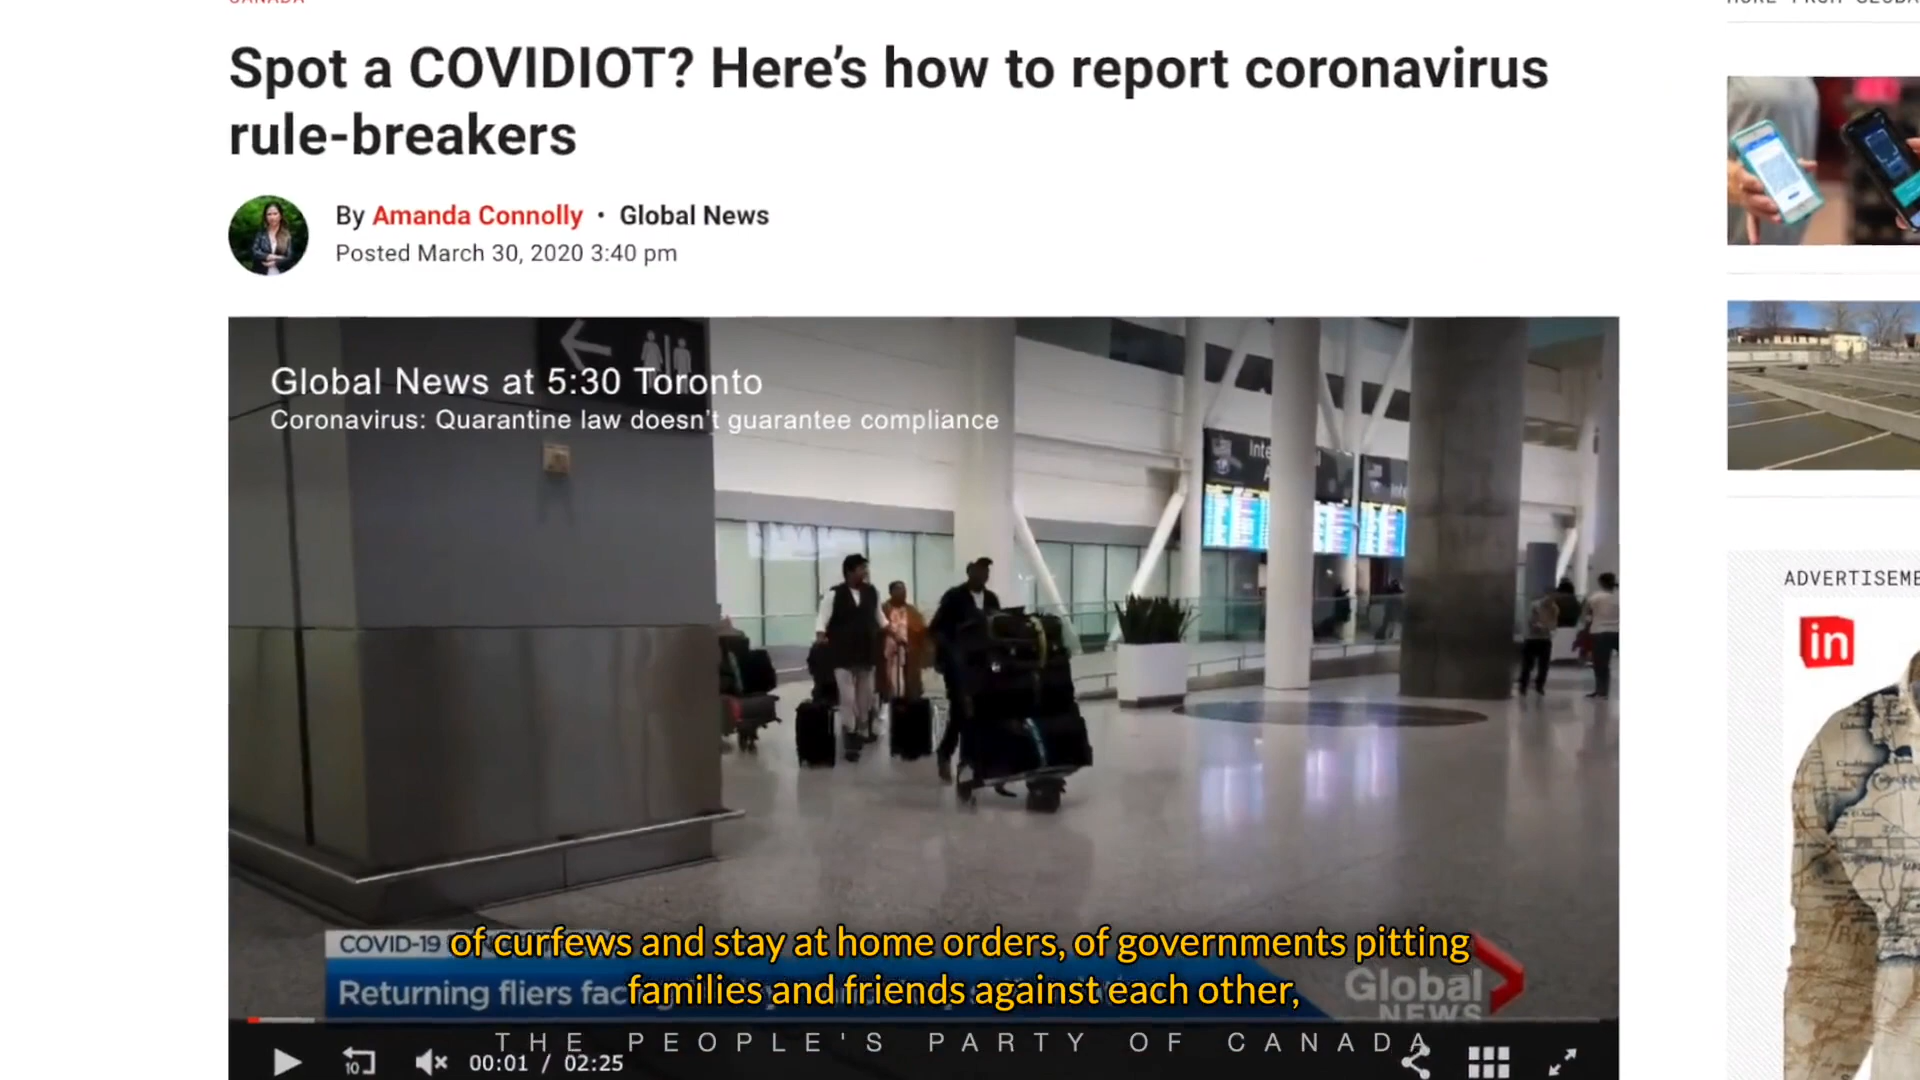 CANADA
Spot a COVIDIOT? Here's how to report coronavirus
rule-breakers
By Amanda Connolly • Global News
Posted March 30, 2020 3:40 pm
Global News at 5:30 Toronto
Coronavirus: Quarantine law doesn't guarantee compliance
ADVERTISEME
in
COVID-19
of curfews and stay at home orders, of governments pitting
families and friends against each other,
Returning fliers fac
Global
NEWS
THE PEOPLE'S PARTY OF CANADA
10
00:01 / 02:25